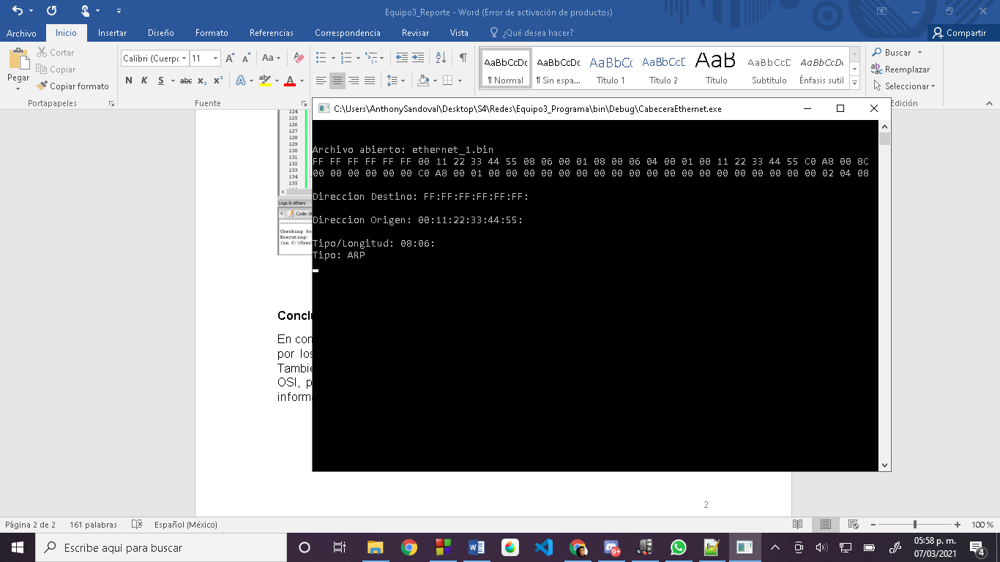 Equipo3_Reporte - Word (Error de activación de productos)
Archivo Inicio Insertar Diseño Formato Referencias Correspondencia Revisar Vista ¿Qué desea hacer? Compartir
Pegar
Cortar
Copiar
Copiar formato
Portapapeles
Calibri (Cuerpo 11
N K S abc x₂ x²
Fuente
AaBbCcDc AaBbCcDc AaBbCc AaBbCcD AaB AaBbCcD AaBbCcDc
¶ Normal ¶ Sin espa... Título 1 Título 2 Título Subtítulo Énfasis sutil
Buscar
Reemplazar
Seleccionar
Edición
124
125
126
127
128
129
130
131
132
133
134
135
Logs & others
Code::B
Checking fo
Executing:
(in C:\User
C:\Users\AnthonySandoval\Desktop\S4\Redes\Equipo3_Programa\bin\Debug\CabeceraEthernet.exe
Archivo abierto: ethernet_1.bin
FF FF FF FF FF FF 00 11 22 33 44 55 08 06 00 01 08 00 06 04 00 01 00 11 22 33 44 55 C0 A8 00 8C
00 00 00 00 00 00 C0 A8 00 01 00 00 00 00 00 00 00 00 00 00 00 00 00 00 00 00 00 00 00 02 04 08
Direccion Destino: FF:FF:FF:FF:FF:FF:
Direccion Origen: 00:11:22:33:44:55:
Tipo/Longitud: 08:06:
Tipo: ARP
Conclu
En con
por los
Tambie
OSI, p
informa
2
Página 2 de 2 161 palabras Español (México) 100 %
Escribe aquí para buscar
9+
05:58 p. m.
07/03/2021
4